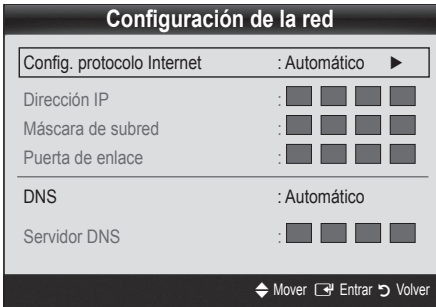 Configuración de la red
Config. protocolo Internet : Automático ►
Dirección IP :
Máscara de subred :
Puerta de enlace :
DNS : Automático
Servidor DNS :
Mover Entrar Volver